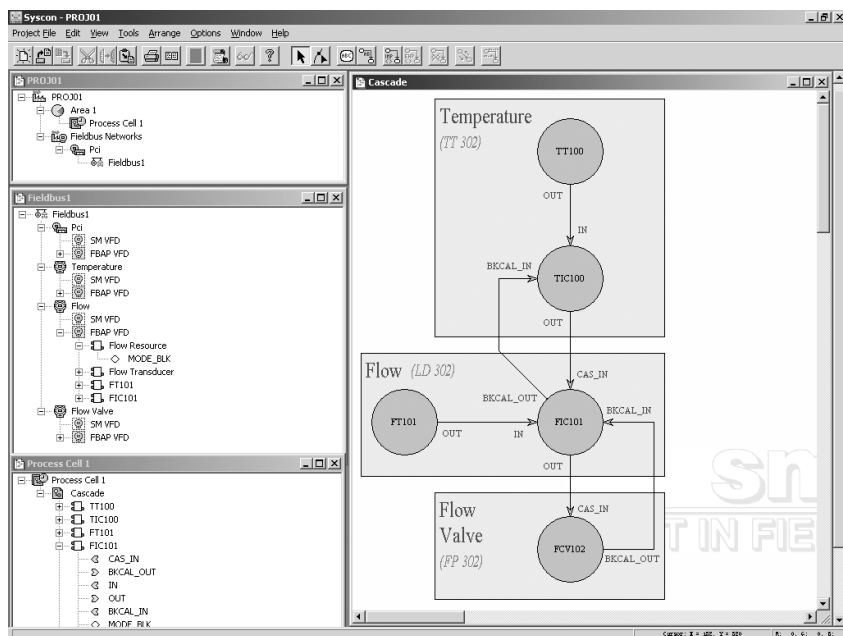 Syscon - PROJ01
Project File Edit View Tools Arrange Options Window Help
PROJ01
PROJ01
Area 1
Process Cell 1
Fieldbus Networks
Pci
Fieldbus1
Fieldbus1
Fieldbus1
Pci
SM VFD
FBAP VFD
Temperature
SM VFD
FBAP VFD
Flow
SM VFD
FBAP VFD
Flow Resource
MODE_BLK
Flow Transducer
FT101
FIC101
Flow Valve
SM VFD
FBAP VFD
Process Cell 1
Process Cell 1
Cascade
TT100
TIC100
FT101
FIC101
CAS_IN
BKCAL_OUT
IN
OUT
BKCAL_IN
MODE_BLK
Cascade
Temperature
(TT 302)
TT100
OUT
IN
BKCAL_IN
TIC100
OUT
CAS_IN
Flow (LD 302)
BKCAL_OUT
BKCAL_IN
FT101
FIC101
OUT
IN
OUT
Flow
Valve
(FP 302)
CAS_IN
FCV102
BKCAL_OUT
sm
T IN FIE